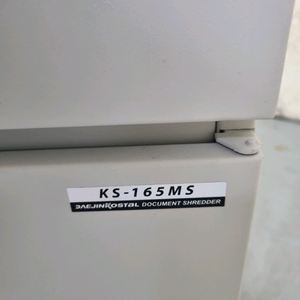 KS-165MS
DAEJINKostal DOCUMENT SHREDDER